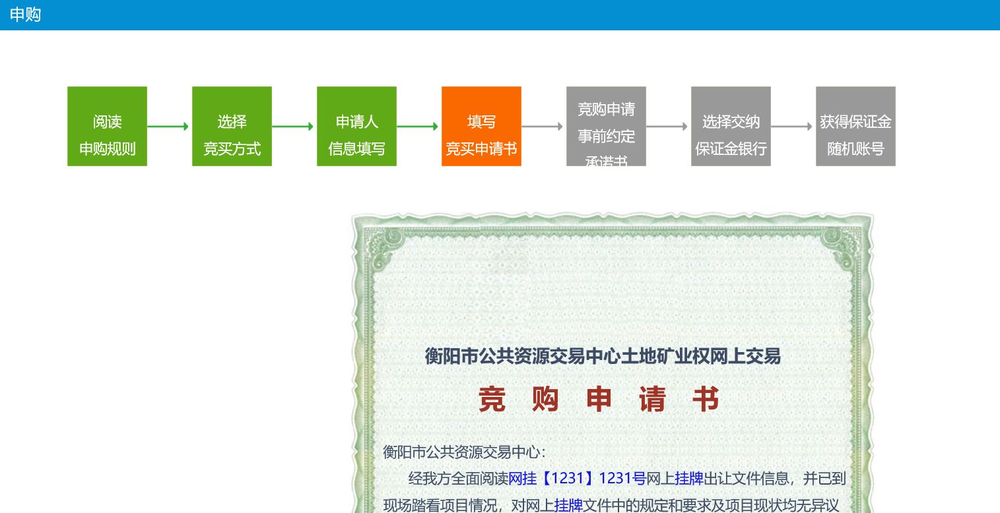 申购
阅读
申购规则
选择
竞买方式
申请人
信息填写
填写
竞买申请书
竞购申请
事前约定
承诺书
选择交纳
保证金银行
获得保证金
随机账号
衡阳市公共资源交易中心土地矿业权网上交易
竞购申请书
衡阳市公共资源交易中心：
经我方全面阅读网挂【1231】1231号网上挂牌出让文件信息，并已到
现场踏看项目情况，对网上挂牌文件中的规定和要求及项目现状均无异议